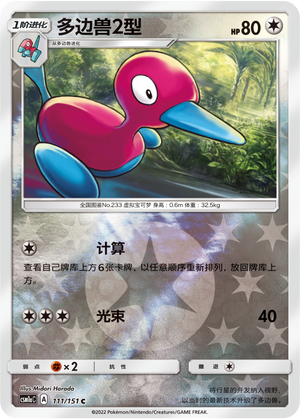 1阶进化
多边兽2型
HP80
从多边兽进化
全国图鉴No.233 虚拟宝可梦 身高:0.6m 体重:32.5kg
计算
查看自己牌库上方6张卡牌,以任意顺序重新排列,放回牌库上方。
光束 40
弱点 ×2 抵抗力 撤退
Illus. Midori Harada
csm1aC A 111/151 C
©2022 Pokémon/Nintendo/Creatures/GAME FREAK.